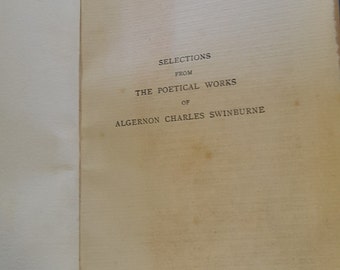 SELECTIONS
FROM
THE POETICAL WORKS
OF
ALGERNON CHARLES SWINBURNE